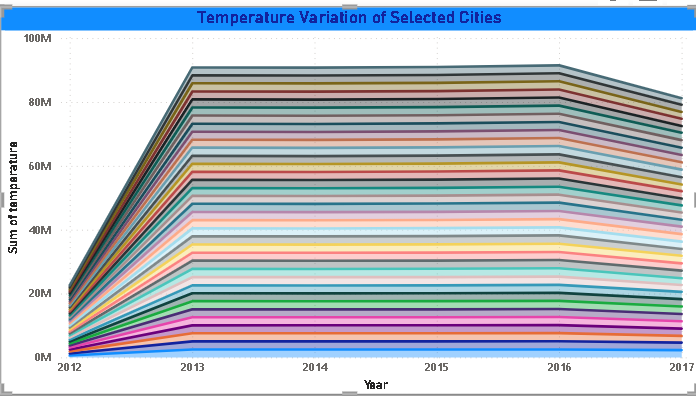 Temperature Variation of Selected Cities
100M
80M
60M
40M
20M
0M
Sum of temperature
2012 2013 2014 2015 2016 2017
Year